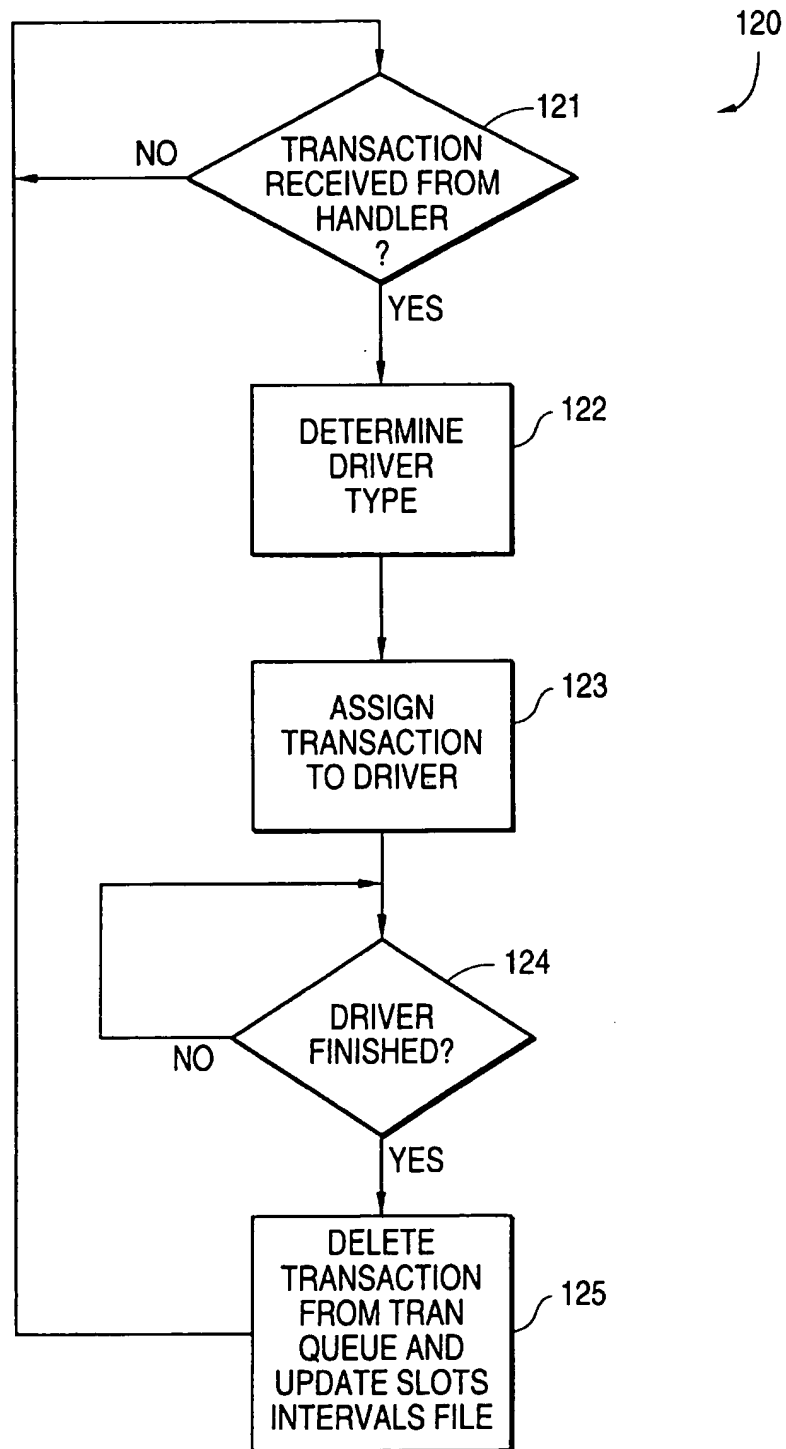 120
121
TRANSACTION
RECEIVED FROM
HANDLER
?
NO
YES
122
DETERMINE
DRIVER
TYPE
123
ASSIGN
TRANSACTION
TO DRIVER
124
DRIVER
FINISHED?
NO
YES
125
DELETE
TRANSACTION
FROM TRAN
QUEUE AND
UPDATE SLOTS
INTERVALS FILE